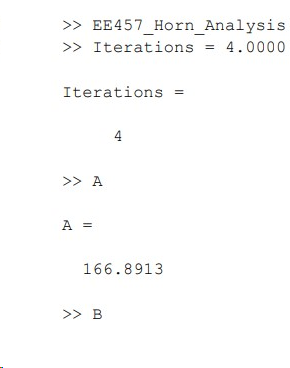 >> EE457_Horn_Analysis
>> Iterations = 4.0000
Iterations =
4
>> A
A =
166.8913
>> B